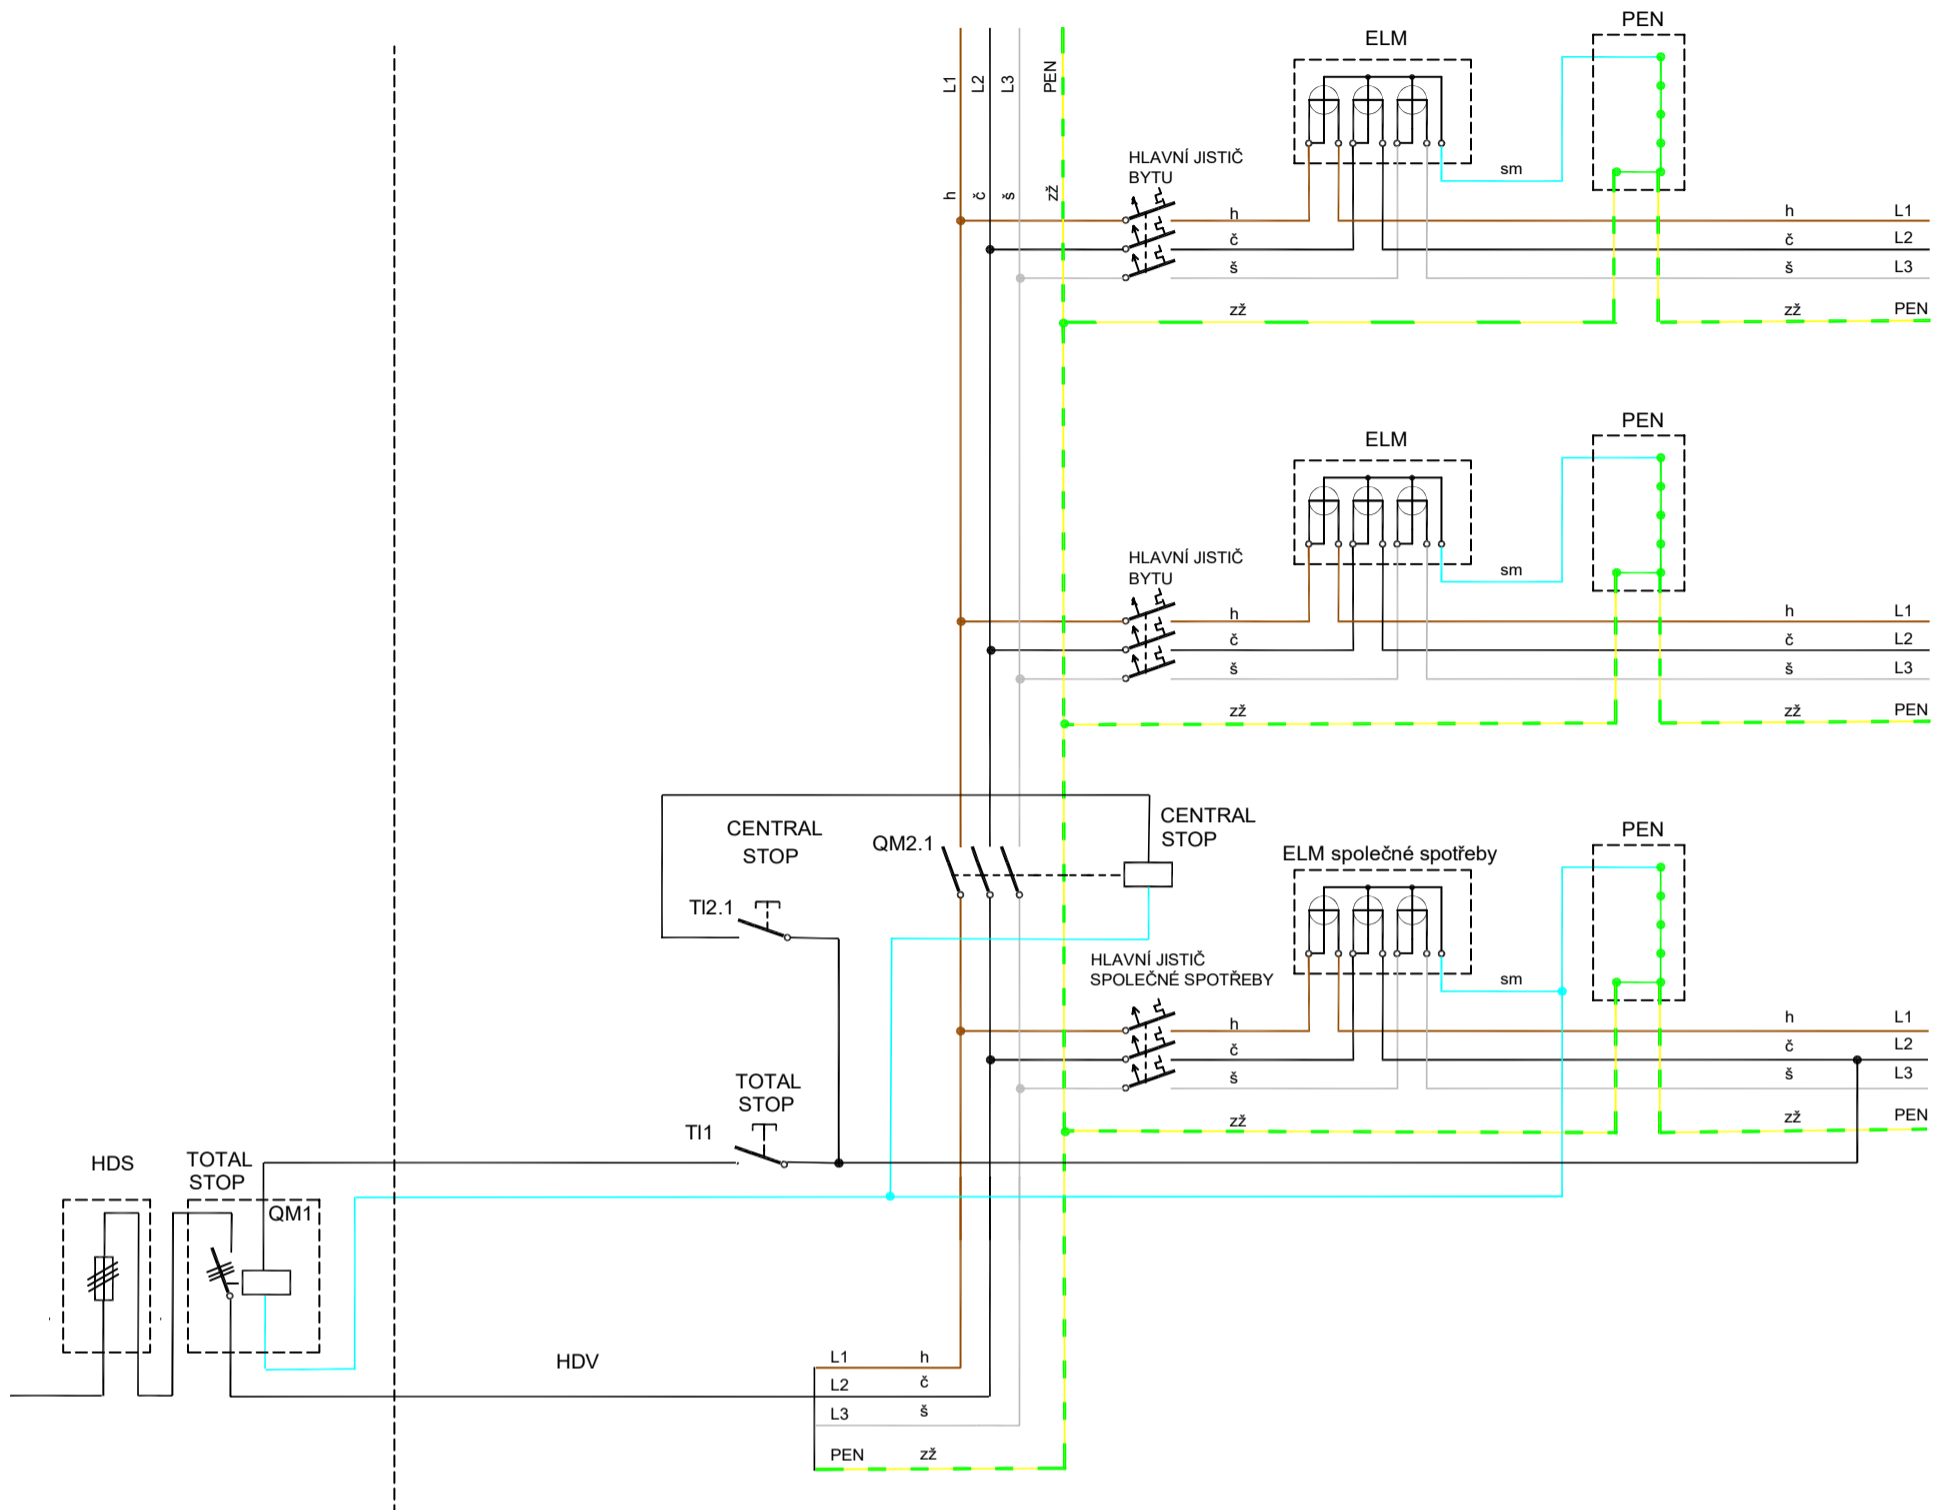 PEN
ELM
L1
L2
L3
PEN
HLAVNÍ JISTIČ
BYTU
sm
h
č
š
zž
h
č
š
zž
h
č
š
zž
L1
L2
L3
PEN
PEN
ELM
HLAVNÍ JISTIČ
BYTU
sm
h
č
š
zž
h
č
š
zž
L1
L2
L3
PEN
CENTRAL
STOP
QM2.1
CENTRAL
STOP
PEN
ELM společné spotřeby
TI2.1
HLAVNÍ JISTIČ
SPOLEČNÉ SPOTŘEBY
sm
h
č
š
zž
h
č
š
zž
L1
L2
L3
PEN
TOTAL
STOP
TI1
HDS
TOTAL
STOP
QM1
HDV
L1 h
L2 č
L3 š
PEN zž